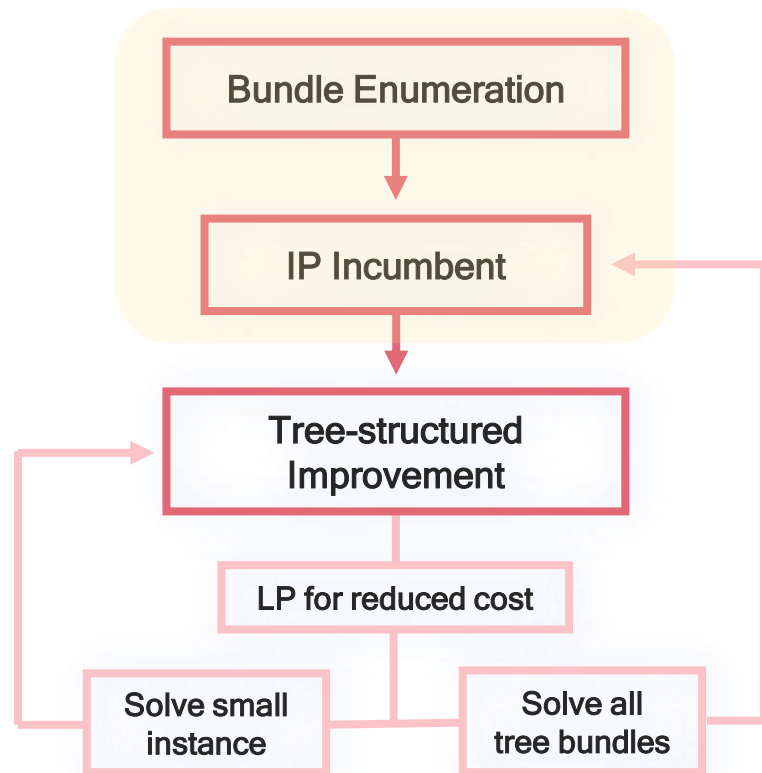 Bundle Enumeration
IP Incumbent
Tree-structured
Improvement
LP for reduced cost
Solve small
instance
Solve all
tree bundles